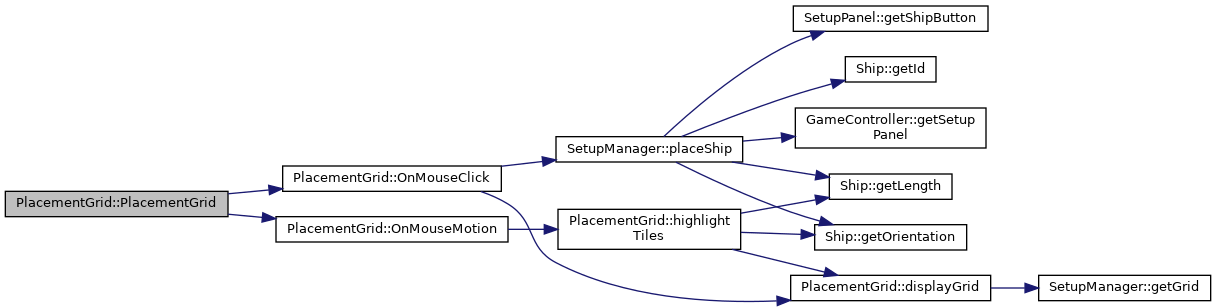 PlacementGrid::PlacementGrid
PlacementGrid::OnMouseClick
PlacementGrid::OnMouseMotion
SetupManager::placeShip
PlacementGrid::highlight
Tiles
SetupPanel::getShipButton
Ship::getId
GameController::getSetup
Panel
Ship::getLength
Ship::getOrientation
PlacementGrid::displayGrid
SetupManager::getGrid